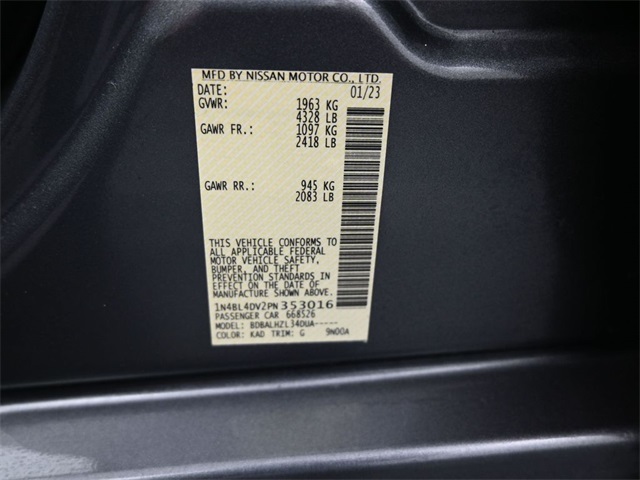 MFD BY NISSAN MOTOR CO., LTD.
DATE: 01/23
GVWR: 1963 KG
4328 LB
GAWR FR.: 1097 KG
2418 LB
GAWR RR.: 945 KG
2083 LB
THIS VEHICLE CONFORMS TO
ALL APPLICABLE FEDERAL
MOTOR VEHICLE SAFETY,
BUMPER, AND THEFT
PREVENTION STANDARDS IN
EFFECT ON THE DATE OF
MANUFACTURE SHOWN ABOVE.
1N4BL4DV2PN353016
PASSENGER CAR 668526
MODEL: BDBALHZL34DUA-----
COLOR: KAD TRIM: G 9N00A